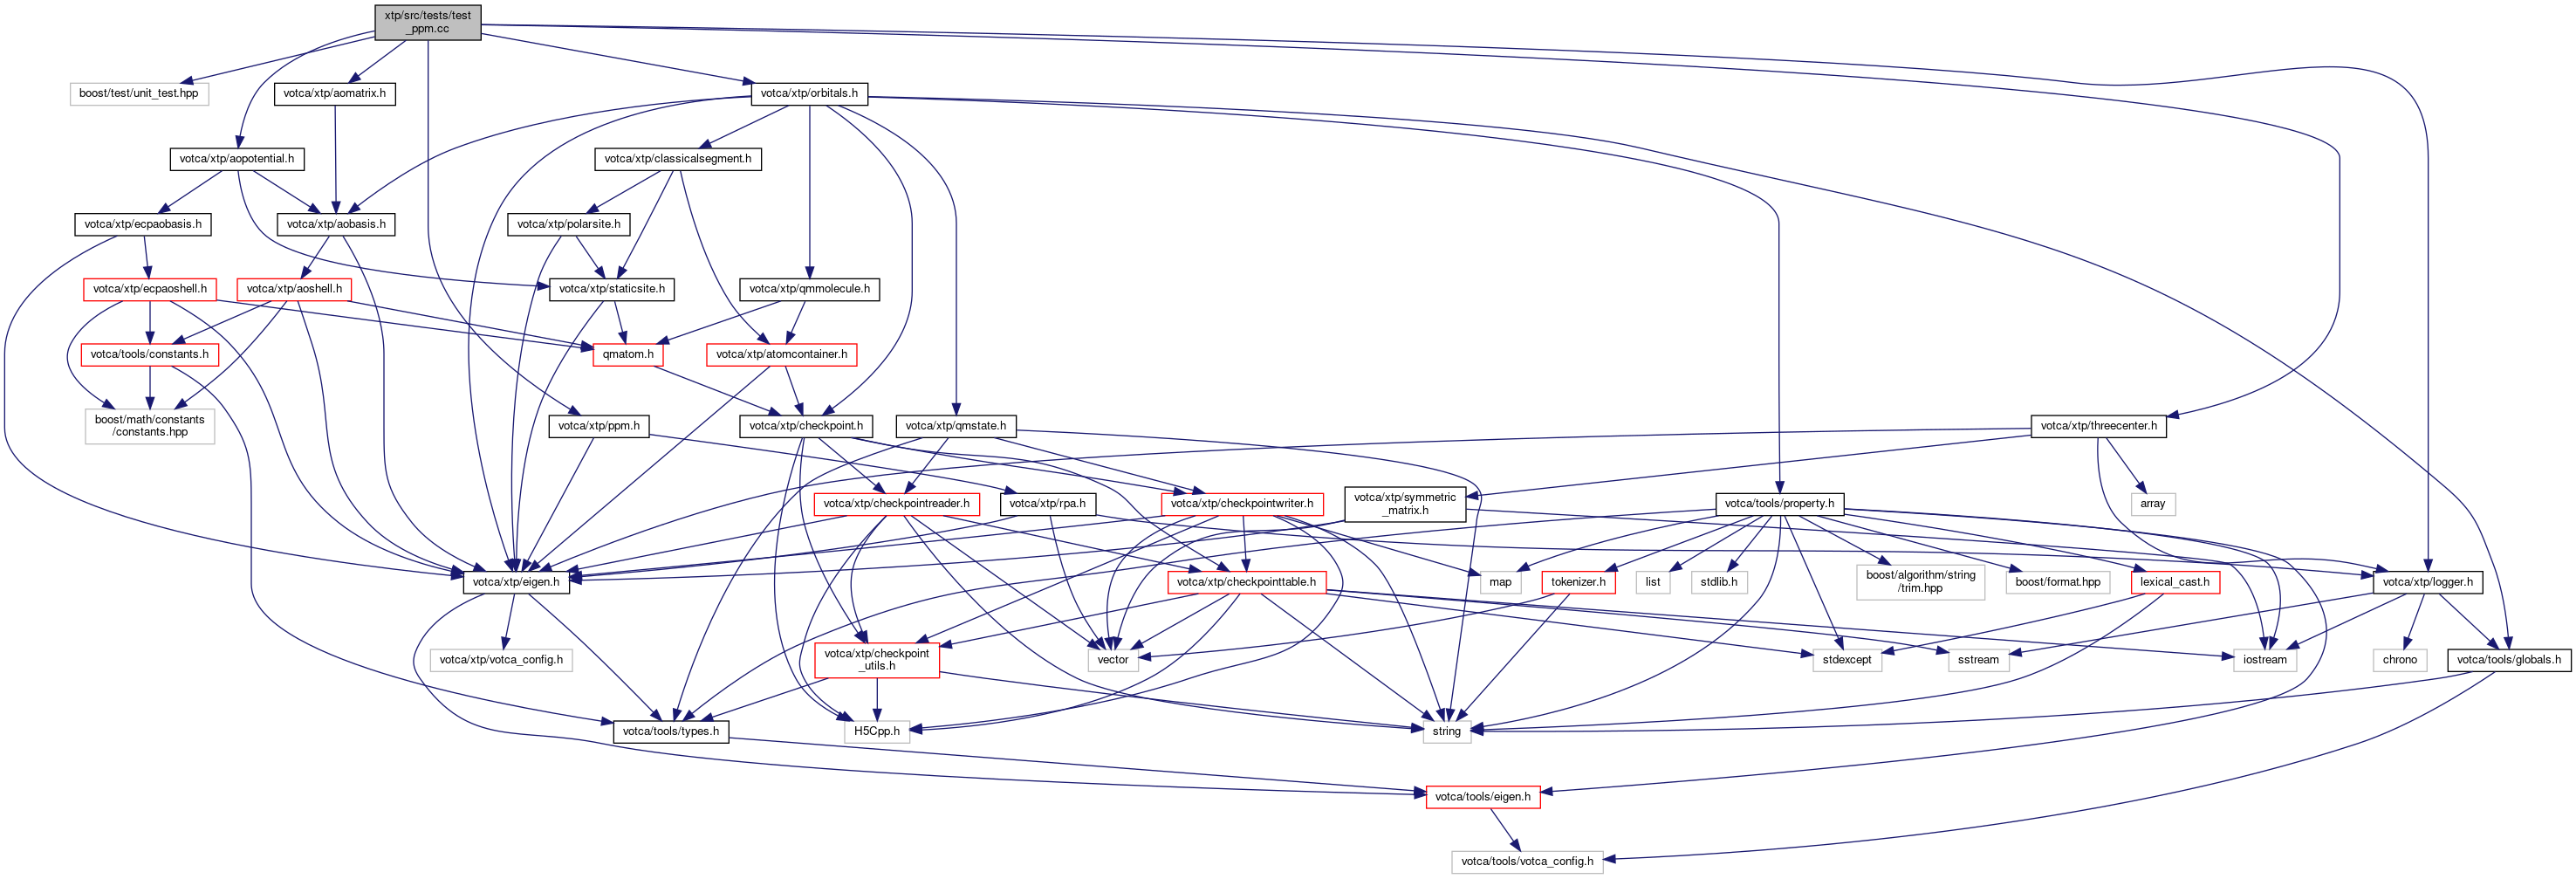 xtp/src/tests/test
_ppm.cc
boost/test/unit_test.hpp
votca/xtp/aomatrix.h
votca/xtp/orbitals.h
votca/xtp/aopotential.h
votca/xtp/classicalsegment.h
votca/xtp/ecpaobasis.h
votca/xtp/aobasis.h
votca/xtp/polarsite.h
votca/xtp/ecpaoshell.h
votca/xtp/aoshell.h
votca/xtp/staticsite.h
votca/xtp/qmmolecule.h
votca/tools/constants.h
qmatom.h
votca/xtp/atomcontainer.h
boost/math/constants
/constants.hpp
votca/xtp/ppm.h
votca/xtp/checkpoint.h
votca/xtp/qmstate.h
votca/xtp/threecenter.h
votca/xtp/checkpointreader.h
votca/xtp/rpa.h
votca/xtp/checkpointwriter.h
votca/xtp/symmetric
_matrix.h
votca/tools/property.h
array
votca/xtp/eigen.h
votca/xtp/checkpointtable.h
map
tokenizer.h
list
stdlib.h
boost/algorithm/string
/trim.hpp
boost/format.hpp
lexical_cast.h
votca/xtp/logger.h
votca/xtp/votca_config.h
votca/xtp/checkpoint
_utils.h
vector
stdexcept
sstream
iostream
chrono
votca/tools/globals.h
votca/tools/types.h
H5Cpp.h
string
votca/tools/eigen.h
votca/tools/votca_config.h